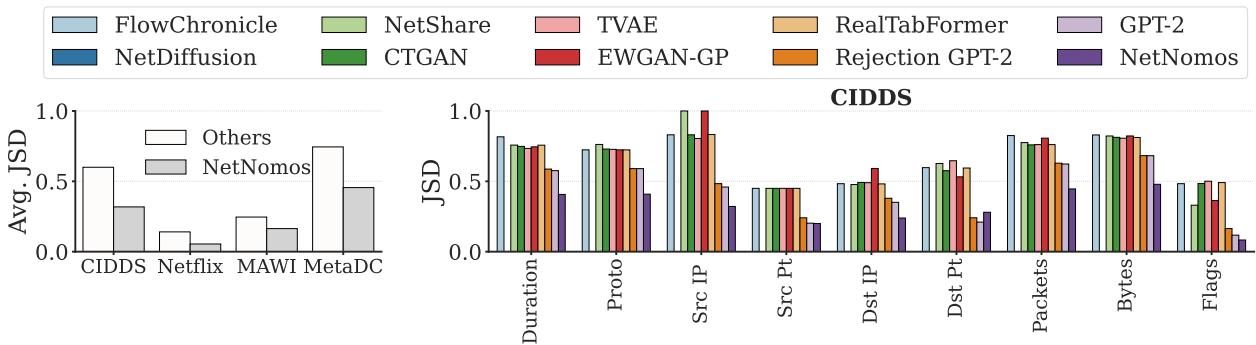 FlowChronicle NetShare TVAE RealTabFormer GPT-2
NetDiffusion CTGAN EWGAN-GP Rejection GPT-2 NetNomos
Avg. JSD
1.0
0.5
0.0
Others
NetNomos
CIDDS Netflix MAWI MetaDC
CIDDS
JSD
1.0
0.5
0.0
Duration
Proto
Src IP
Src Pt
Dst IP
Dst Pt
Packets
Bytes
Flags